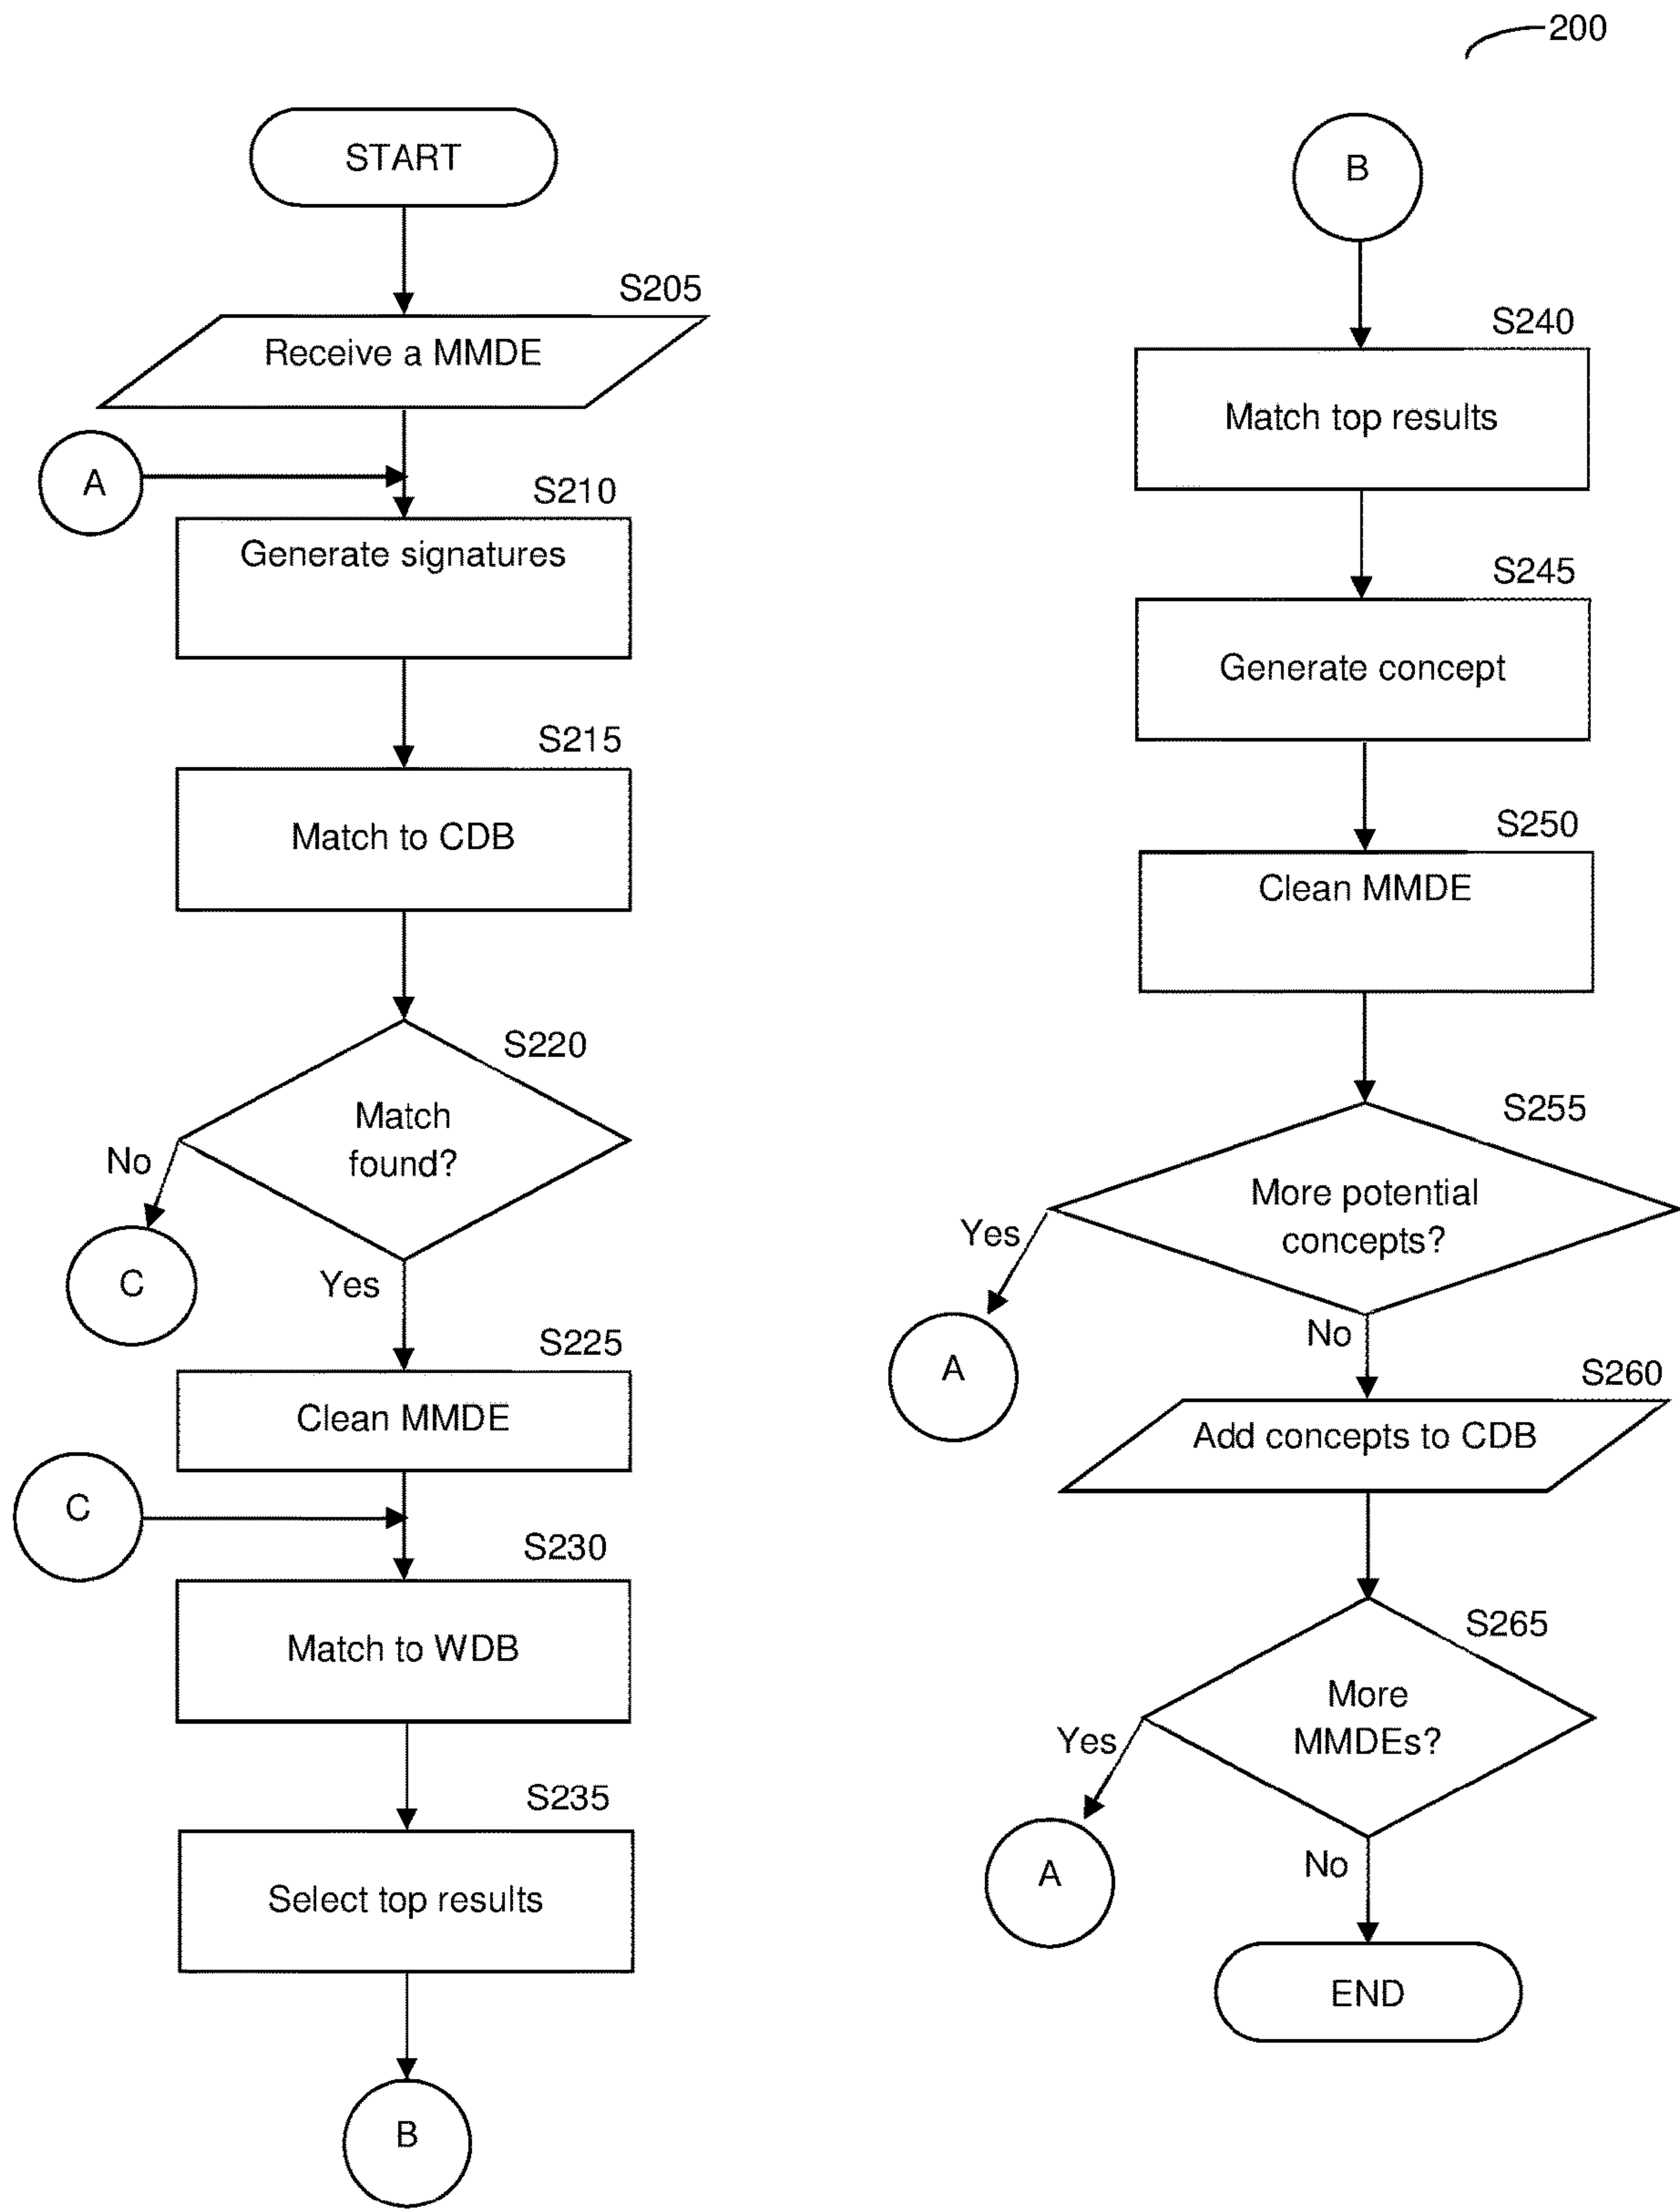 200
START
S205
Receive a MMDE
A
S210
Generate signatures
S215
Match to CDB
S220
Match
found?
No
C
Yes
S225
Clean MMDE
C
S230
Match to WDB
S235
Select top results
B
B
S240
Match top results
S245
Generate concept
S250
Clean MMDE
S255
More potential
concepts?
Yes
A
No
S260
Add concepts to CDB
S265
More
MMDEs?
Yes
A
No
END